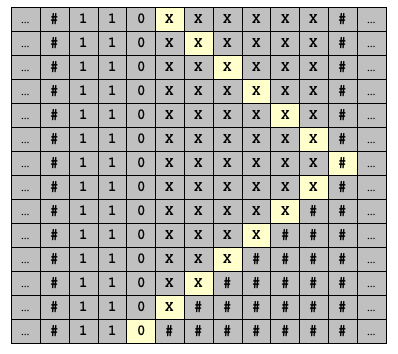 ... # 1 1 0 X X X X X X # ...
... # 1 1 0 X X X X X X # ...
... # 1 1 0 X X X X X X # ...
... # 1 1 0 X X X X X X # ...
... # 1 1 0 X X X X X X # ...
... # 1 1 0 X X X X X X # ...
... # 1 1 0 X X X X X X # ...
... # 1 1 0 X X X X X X # ...
... # 1 1 0 X X X X X # # ...
... # 1 1 0 X X X X # # # ...
... # 1 1 0 X X X # # # # ...
... # 1 1 0 X X # # # # # ...
... # 1 1 0 X # # # # # # ...
... # 1 1 0 # # # # # # # ...